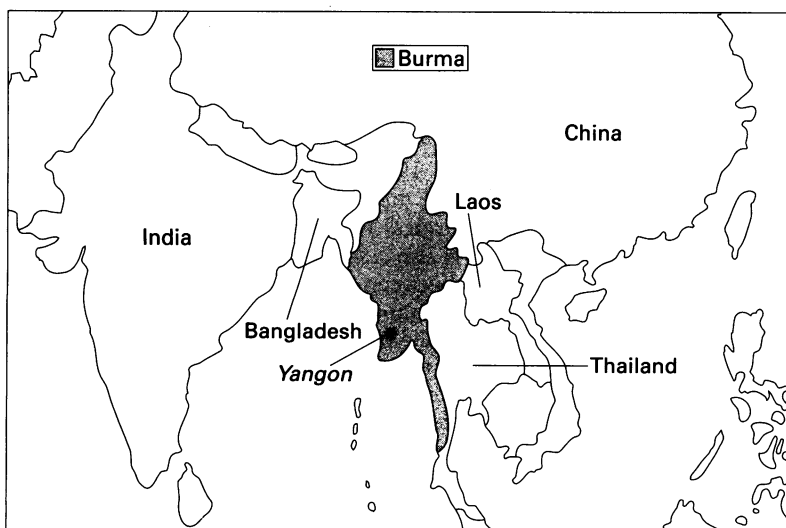 Burma
China
Laos
India
Bangladesh
Yangon
Thailand